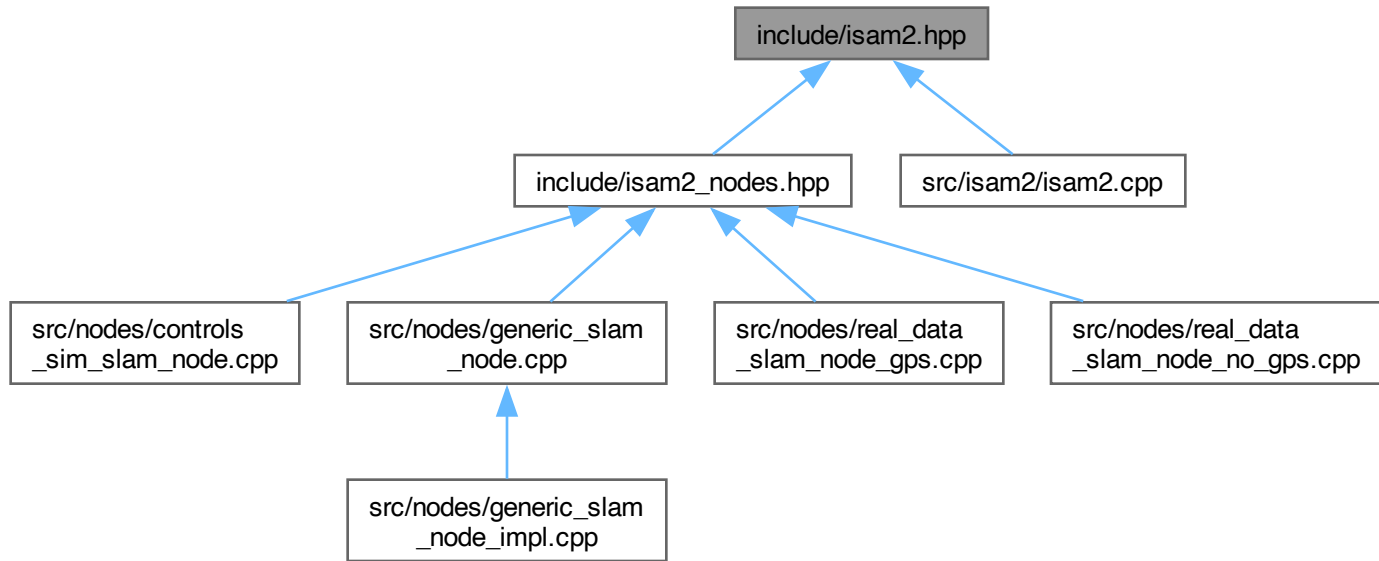 include/isam2.hpp
include/isam2_nodes.hpp
src/isam2/isam2.cpp
src/nodes/controls
_sim_slam_node.cpp
src/nodes/generic_slam
_node.cpp
src/nodes/real_data
_slam_node_gps.cpp
src/nodes/real_data
_slam_node_no_gps.cpp
src/nodes/generic_slam
_node_impl.cpp